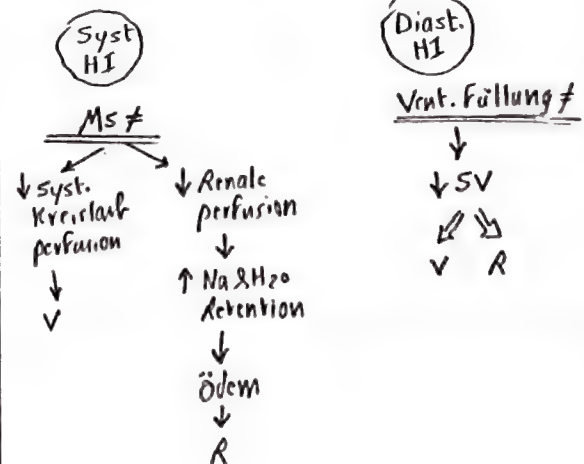 Syst
HI
Ms ≠
↓ Syst.
Kreislauf
perfusion
↓
V
↓ Renale
perfusion
↓
↑ Na & H2O
Retention
↓
Ödem
↓
R
Diast.
HI
Vent. Füllung ≠
↓
↓ SV
V R